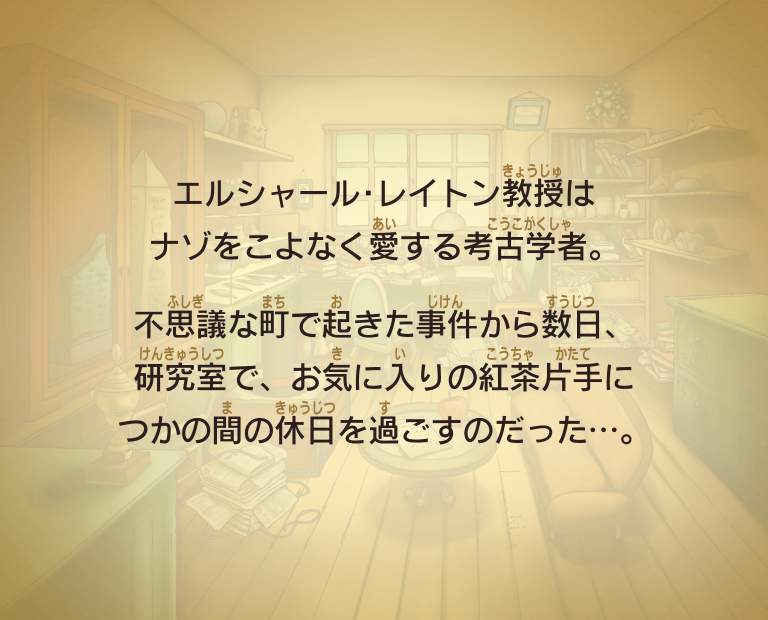 エルシャール・レイトン教授は
ナゾをこよなく愛する考古学者。
不思議な町で起きた事件から数日、
研究室で、お気に入りの紅茶片手に
つかの間の休日を過ごすのだった…。